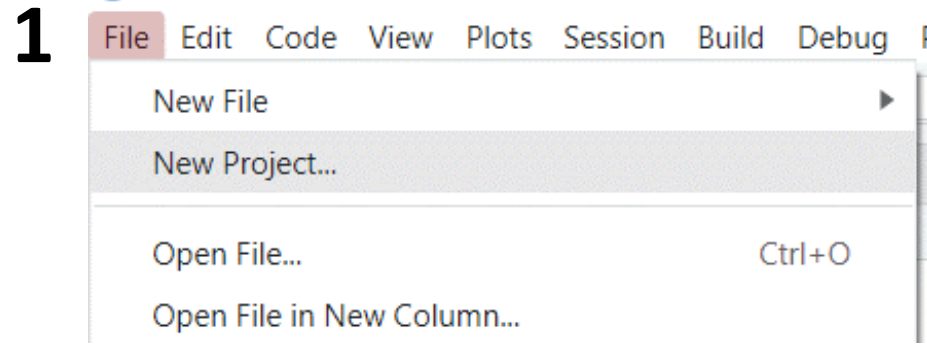 1
File Edit Code View Plots Session Build Debug
New File
New Project...
Open File... Ctrl+O
Open File in New Column...